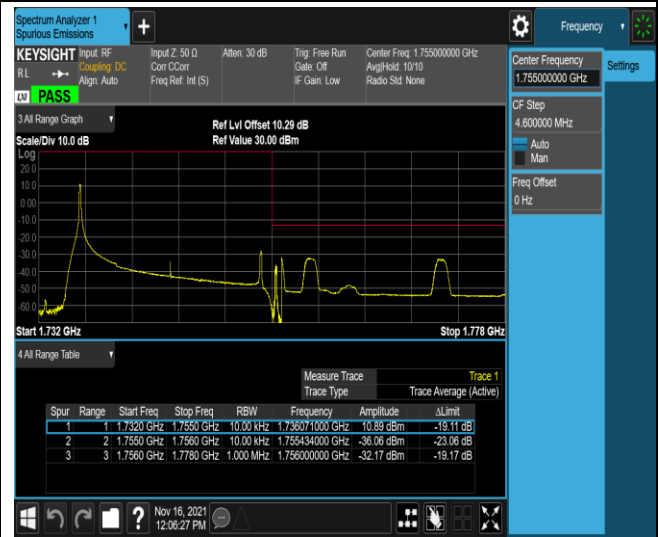 Spectrum Analyzer 1
Spurious Emissions
Frequency
KEYSIGHT
R L
LXI
PASS
Input: RF
Coupling: DC
Align: Auto
Input Z: 50 Ω
Corr CCorr
Freq Ref: Int (S)
Atten: 30 dB
Trig: Free Run
Gate: Off
IF Gain: Low
Center Freq: 1.755000000 GHz
Avg|Hold: 10/10
Radio Std: None
Center Frequency
1.755000000 GHz
Settings
CF Step
4.600000 MHz
Auto
Man
Freq Offset
0 Hz
3 All Range Graph
Ref Lvl Offset 10.29 dB
Scale/Div 10.0 dB
Ref Value 30.00 dBm
Log
20.0
10.0
0.00
-10.0
-20.0
-30.0
-40.0
-50.0
-60.0
Start 1.732 GHz
Stop 1.778 GHz
4 All Range Table
Measure Trace Trace 1
Trace Type Trace Average (Active)
Spur Range Start Freq Stop Freq RBW Frequency Amplitude ΔLimit
1 1 1.7320 GHz 1.7550 GHz 10.00 kHz 1.736071000 GHz 10.89 dBm -19.11 dB
2 2 1.7550 GHz 1.7560 GHz 10.00 kHz 1.755434000 GHz -36.06 dBm -23.06 dB
3 3 1.7560 GHz 1.7780 GHz 1.000 MHz 1.756000000 GHz -32.17 dBm -19.17 dB
Nov 16, 2021
12:06:27 PM